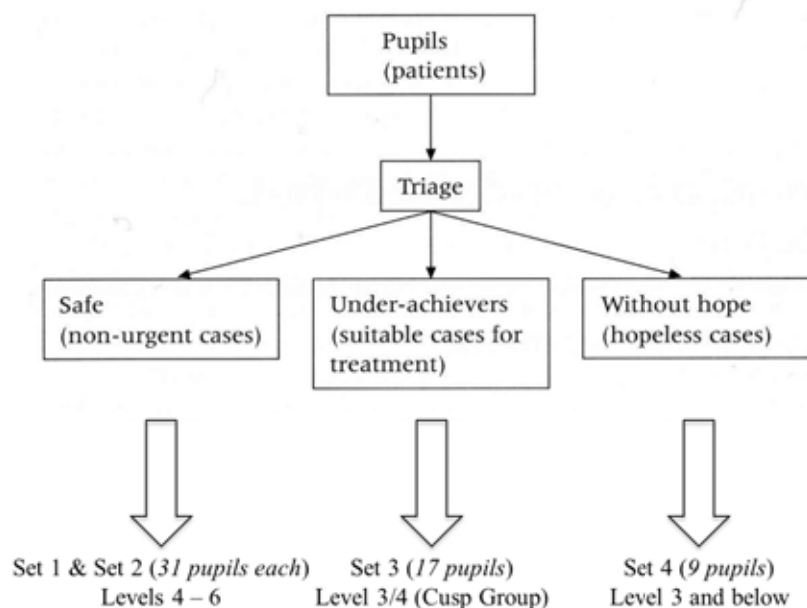 Pupils
(patients)
Triage
Safe
(non-urgent cases)
Under-achievers
(suitable cases for
treatment)
Without hope
(hopeless cases)
Set 1 & Set 2 (31 pupils each)
Levels 4 – 6
Set 3 (17 pupils)
Level 3/4 (Cusp Group)
Set 4 (9 pupils)
Level 3 and below